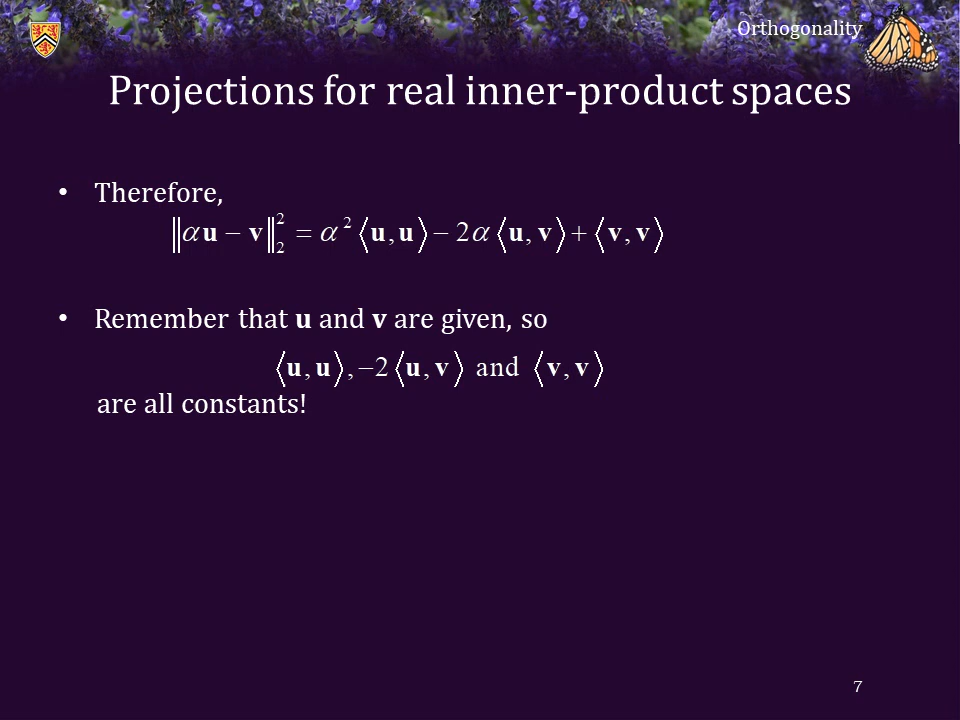 Orthogonality
Projections for real inner-product spaces
• Therefore,
‖αu − v‖₂² = α² ⟨u, u⟩ − 2α ⟨u, v⟩ + ⟨v, v⟩
• Remember that u and v are given, so
⟨u, u⟩, −2⟨u, v⟩ and ⟨v, v⟩
are all constants!
7